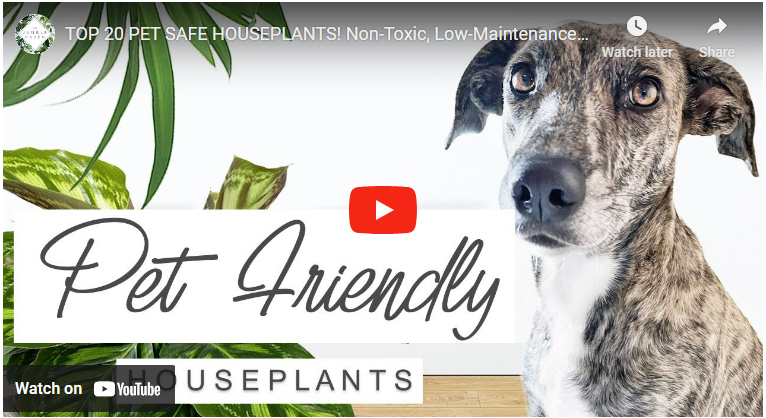 TOP 20 PET SAFE HOUSEPLANTS! Non-Toxic, Low-Maintenance...
Watch later
Share
Pet Friendly
HOUSEPLANTS
Watch on YouTube